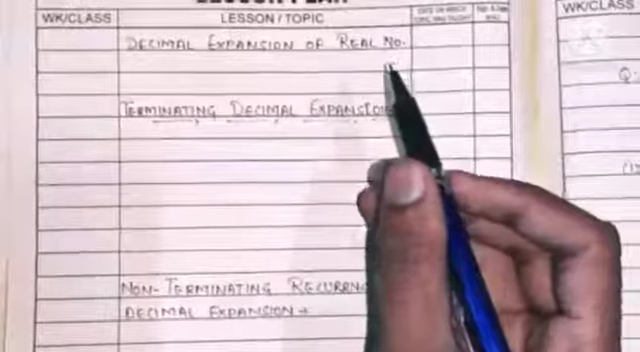 WK/CLASS LESSON / TOPIC WK/CLASS
DECIMAL EXPANSION OF REAL NO.
Q:
TERMINATING DECIMAL EXPANSION
NON-TERMINATING
DECIMAL EXPANSION →